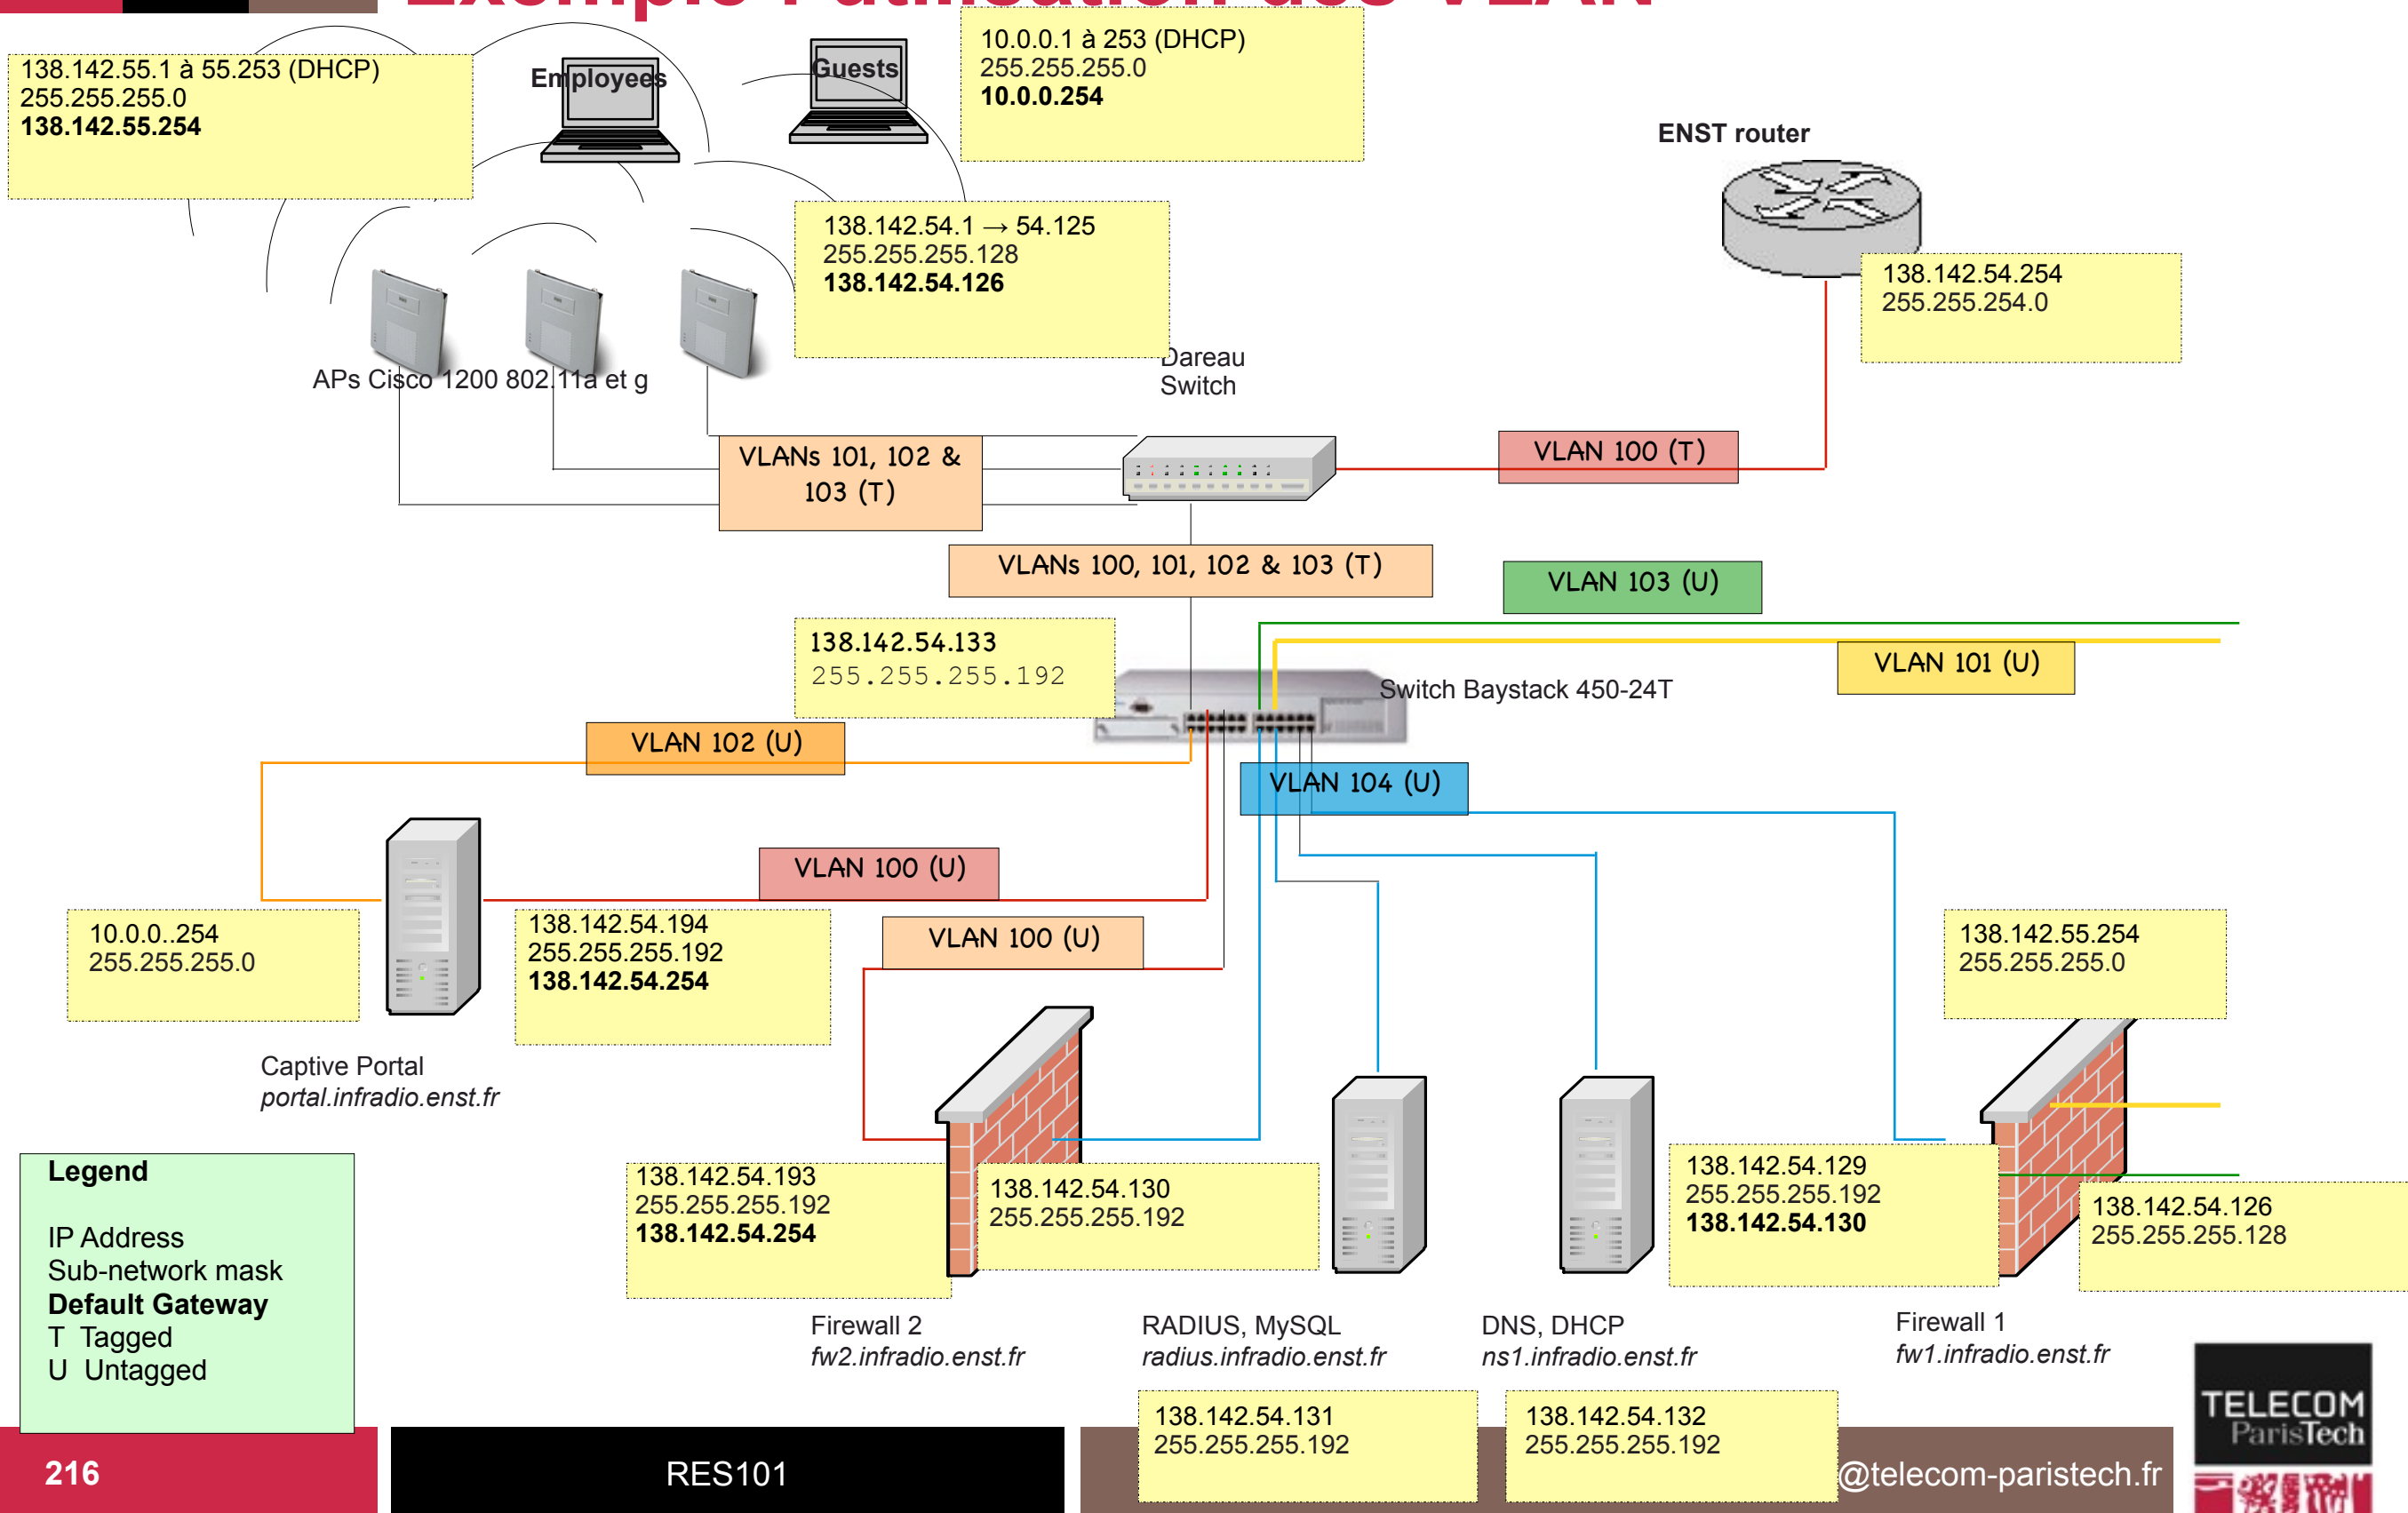 Exemple : utilisation des VLAN
138.142.55.1 à 55.253 (DHCP)
255.255.255.0
138.142.55.254
Employees
Guests
10.0.0.1 à 253 (DHCP)
255.255.255.0
10.0.0.254
ENST router
138.142.54.254
255.255.254.0
138.142.54.1 → 54.125
255.255.255.128
138.142.54.126
APs Cisco 1200 802.11a et g
Dareau
Switch
VLANs 101, 102 &
103 (T)
VLAN 100 (T)
VLANs 100, 101, 102 & 103 (T)
VLAN 103 (U)
VLAN 101 (U)
138.142.54.133
255.255.255.192
Switch Baystack 450-24T
VLAN 102 (U)
VLAN 104 (U)
VLAN 100 (U)
VLAN 100 (U)
10.0.0..254
255.255.255.0
138.142.54.194
255.255.255.192
138.142.54.254
138.142.55.254
255.255.255.0
Captive Portal
portal.infradio.enst.fr
138.142.54.193
255.255.255.192
138.142.54.254
138.142.54.130
255.255.255.192
138.142.54.129
255.255.255.192
138.142.54.130
138.142.54.126
255.255.255.128
Legend
IP Address
Sub-network mask
Default Gateway
T Tagged
U Untagged
Firewall 2
fw2.infradio.enst.fr
RADIUS, MySQL
radius.infradio.enst.fr
DNS, DHCP
ns1.infradio.enst.fr
Firewall 1
fw1.infradio.enst.fr
138.142.54.131
255.255.255.192
138.142.54.132
255.255.255.192
216
RES101
@telecom-paristech.fr
TELECOM
ParisTech